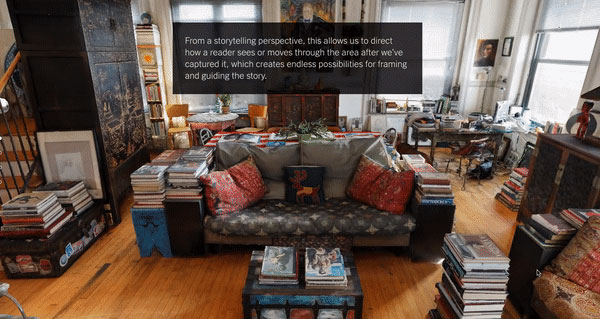 From a storytelling perspective, this allows us to direct
how a reader sees or moves through the area after we've
captured it, which creates endless possibilities for framing
and guiding the story.